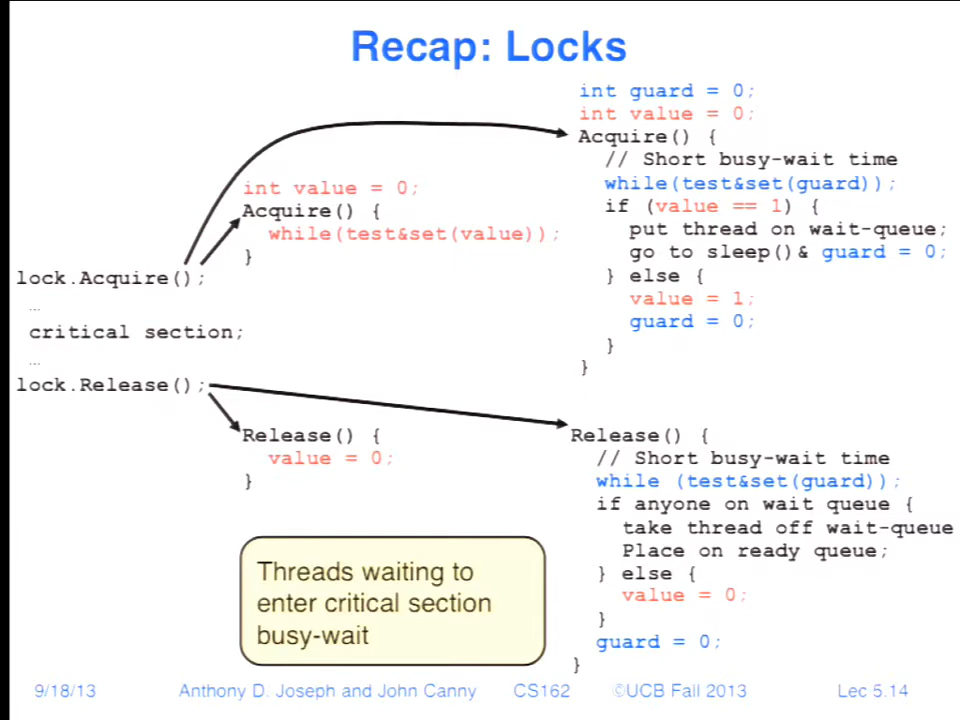 Recap: Locks
lock.Acquire();
…
critical section;
…
lock.Release();
int value = 0;
Acquire() {
while(test&set(value));
}
Release() {
value = 0;
}
Threads waiting to
enter critical section
busy-wait
int guard = 0;
int value = 0;
Acquire() {
// Short busy-wait time
while(test&set(guard));
if (value == 1) {
put thread on wait-queue;
go to sleep()& guard = 0;
} else {
value = 1;
guard = 0;
}
}
Release() {
// Short busy-wait time
while (test&set(guard));
if anyone on wait queue {
take thread off wait-queue
Place on ready queue;
} else {
value = 0;
}
guard = 0;
}
9/18/13 Anthony D. Joseph and John Canny CS162 ©UCB Fall 2013 Lec 5.14